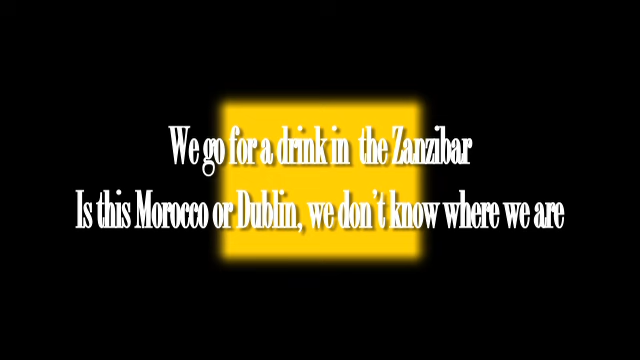 We go for a drink in the Zanzibar
Is this Morocco or Dublin, we don't know where we are